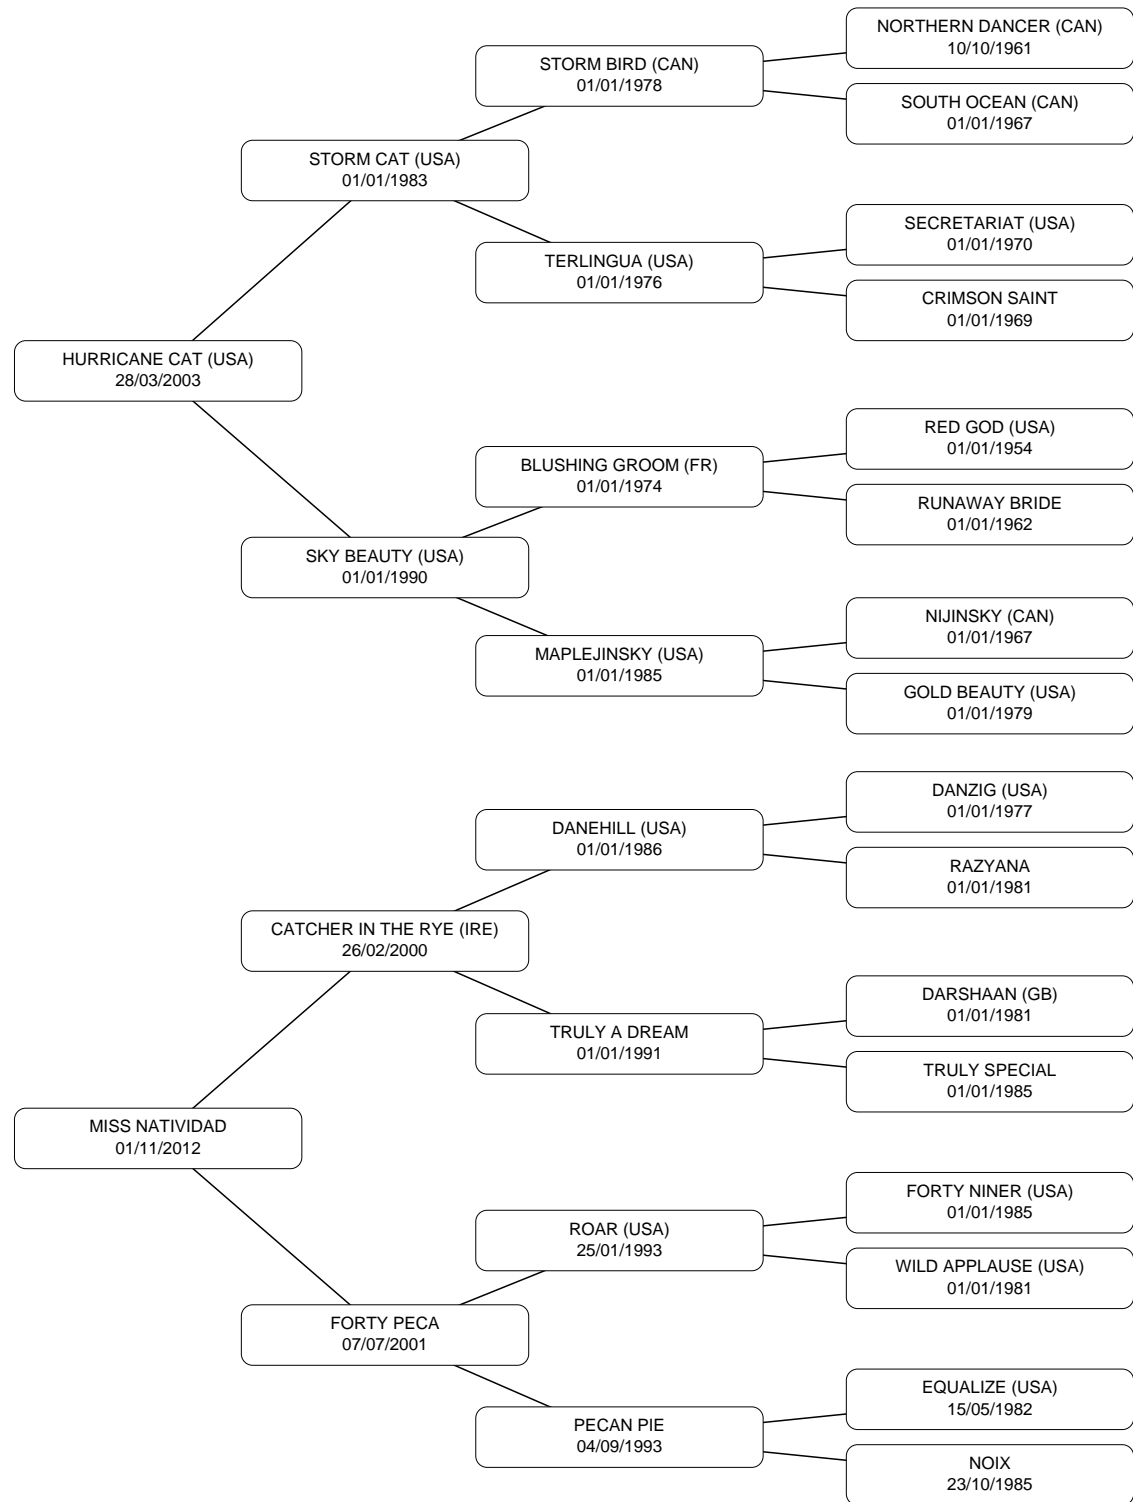 NORTHERN DANCER (CAN)
10/10/1961
STORM BIRD (CAN)
01/01/1978
SOUTH OCEAN (CAN)
01/01/1967
STORM CAT (USA)
01/01/1983
SECRETARIAT (USA)
01/01/1970
TERLINGUA (USA)
01/01/1976
CRIMSON SAINT
01/01/1969
HURRICANE CAT (USA)
28/03/2003
RED GOD (USA)
01/01/1954
BLUSHING GROOM (FR)
01/01/1974
RUNAWAY BRIDE
01/01/1962
SKY BEAUTY (USA)
01/01/1990
NIJINSKY (CAN)
01/01/1967
MAPLEJINSKY (USA)
01/01/1985
GOLD BEAUTY (USA)
01/01/1979
DANZIG (USA)
01/01/1977
DANEHILL (USA)
01/01/1986
RAZYANA
01/01/1981
CATCHER IN THE RYE (IRE)
26/02/2000
DARSHAAN (GB)
01/01/1981
TRULY A DREAM
01/01/1991
TRULY SPECIAL
01/01/1985
MISS NATIVIDAD
01/11/2012
FORTY NINER (USA)
01/01/1985
ROAR (USA)
25/01/1993
WILD APPLAUSE (USA)
01/01/1981
FORTY PECA
07/07/2001
EQUALIZE (USA)
15/05/1982
PECAN PIE
04/09/1993
NOIX
23/10/1985